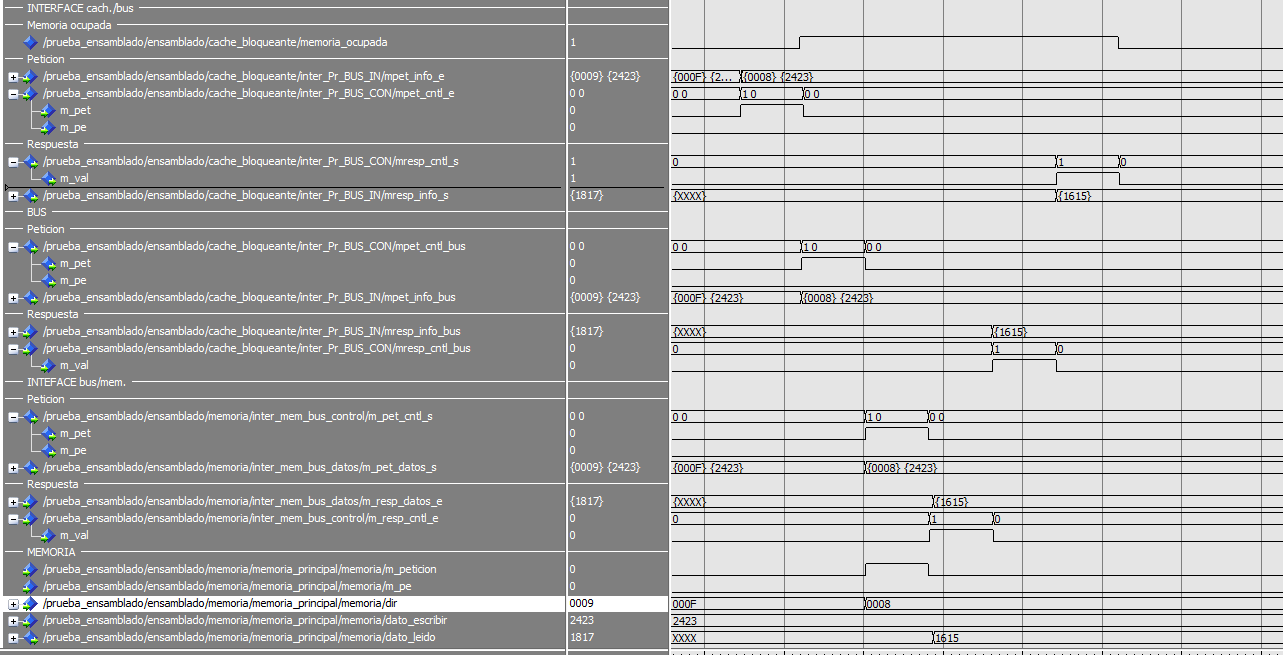 INTERFACE cach./bus
Memoria ocupada
/prueba_ensamblado/ensamblado/cache_bloqueante/memoria_ocupada 1
Peticion
/prueba_ensamblado/ensamblado/cache_bloqueante/inter_Pr_BUS_IN/mpet_info_e {0009} {2423} {000F} {2... {0008} {2423}
/prueba_ensamblado/ensamblado/cache_bloqueante/inter_Pr_BUS_CON/mpet_cntl_e 0 0 0 0 1 0 0 0
m_pet 0
m_pe 0
Respuesta
/prueba_ensamblado/ensamblado/cache_bloqueante/inter_Pr_BUS_CON/mresp_cntl_s 1 0 1 0
m_val 1
/prueba_ensamblado/ensamblado/cache_bloqueante/inter_Pr_BUS_IN/mresp_info_s {1817} {XXXX} {1615}
BUS
Peticion
/prueba_ensamblado/ensamblado/cache_bloqueante/inter_Pr_BUS_CON/mpet_cntl_bus 0 0 0 0 1 0 0 0
m_pet 0
m_pe 0
/prueba_ensamblado/ensamblado/cache_bloqueante/inter_Pr_BUS_IN/mpet_info_bus {0009} {2423} {000F} {2423} {0008} {2423}
Respuesta
/prueba_ensamblado/ensamblado/cache_bloqueante/inter_Pr_BUS_IN/mresp_info_bus {1817} {XXXX} {1615}
/prueba_ensamblado/ensamblado/cache_bloqueante/inter_Pr_BUS_CON/mresp_cntl_bus 0 0 1 0
m_val 0
INTEFACE bus/mem.
Peticion
/prueba_ensamblado/ensamblado/memoria/inter_mem_bus_control/m_pet_cntl_s 0 0 0 0 1 0 0 0
m_pet 0
m_pe 0
/prueba_ensamblado/ensamblado/memoria/inter_mem_bus_datos/m_pet_datos_s {0009} {2423} {000F} {2423} {0008} {2423}
Respuesta
/prueba_ensamblado/ensamblado/memoria/inter_mem_bus_datos/m_resp_datos_e {1817} {XXXX} {1615}
/prueba_ensamblado/ensamblado/memoria/inter_mem_bus_control/m_resp_cntl_e 0 0 1 0
m_val 0
MEMORIA
/prueba_ensamblado/ensamblado/memoria/memoria_principal/memoria/m_peticion 0
/prueba_ensamblado/ensamblado/memoria/memoria_principal/memoria/m_pe 0
/prueba_ensamblado/ensamblado/memoria/memoria_principal/memoria/dir 0009 000F 0008
/prueba_ensamblado/ensamblado/memoria/memoria_principal/memoria/dato_escribir 2423 2423
/prueba_ensamblado/ensamblado/memoria/memoria_principal/memoria/dato_leido 1817 XXXX 1615